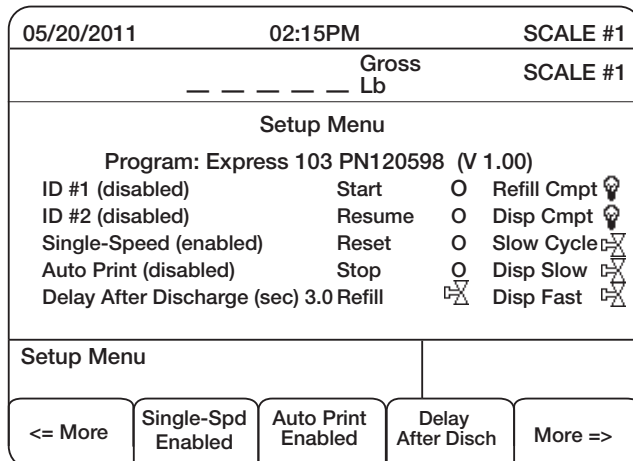 05/20/2011 02:15PM SCALE #1
Gross SCALE #1
_ _ _ _ _ Lb
Setup Menu
Program: Express 103 PN120598 (V 1.00)
ID #1 (disabled) Start O Refill Cmpt
ID #2 (disabled) Resume O Disp Cmpt
Single-Speed (enabled) Reset O Slow Cycle
Auto Print (disabled) Stop O Disp Slow
Delay After Discharge (sec) 3.0 Refill Disp Fast
Setup Menu
<= More Single-Spd Enabled Auto Print Enabled Delay After Disch More =>